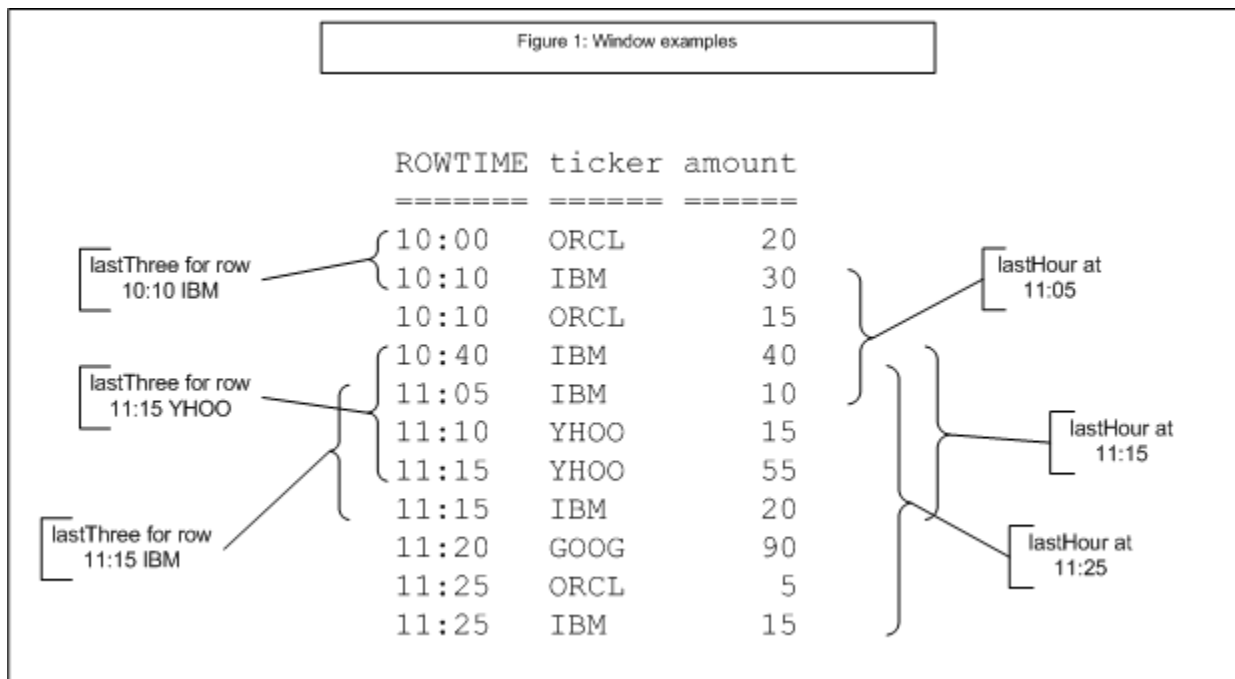 Figure 1: Window examples
ROWTIME ticker amount
======= ====== ======
10:00 ORCL 20
10:10 IBM 30
10:10 ORCL 15
10:40 IBM 40
11:05 IBM 10
11:10 YHOO 15
11:15 YHOO 55
11:15 IBM 20
11:20 GOOG 90
11:25 ORCL 5
11:25 IBM 15
lastThree for row
10:10 IBM
lastThree for row
11:15 YHOO
lastThree for row
11:15 IBM
lastHour at
11:05
lastHour at
11:15
lastHour at
11:25